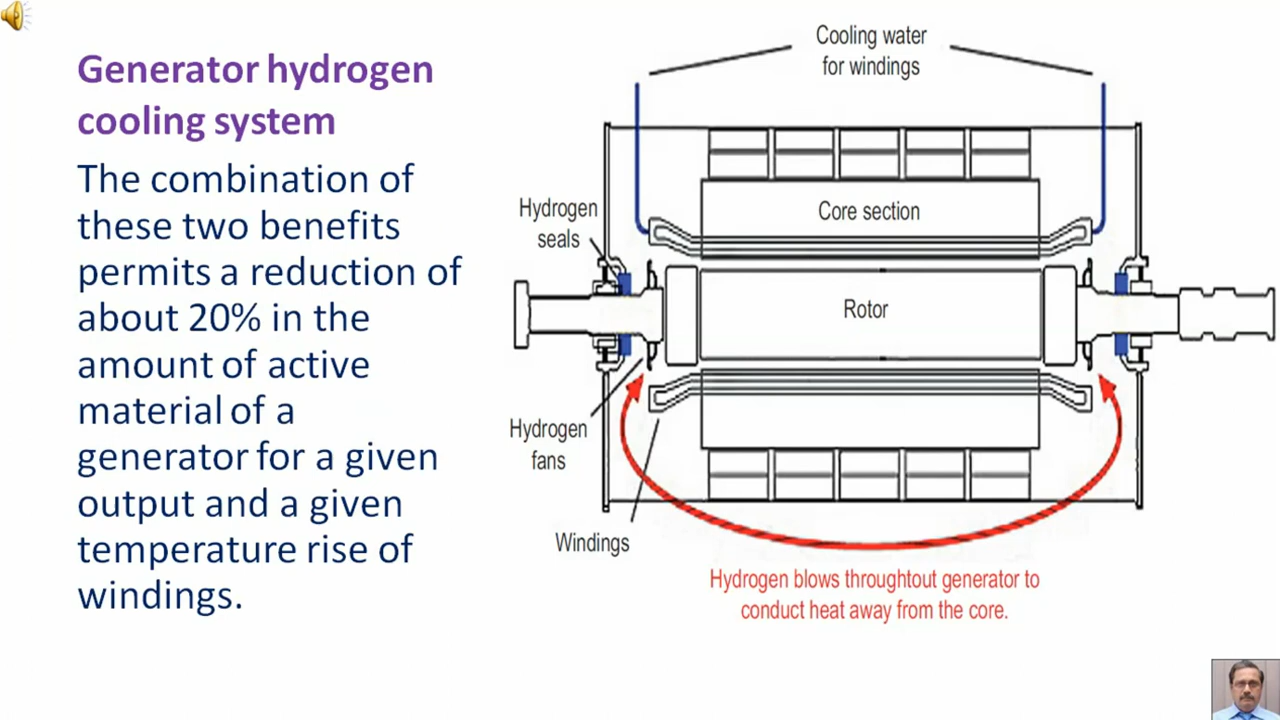 Generator hydrogen
cooling system
The combination of
these two benefits
permits a reduction of
about 20% in the
amount of active
material of a
generator for a given
output and a given
temperature rise of
windings.
Cooling water
for windings
Core section
Hydrogen
seals
Rotor
Hydrogen
fans
Windings
Hydrogen blows throughtout generator to
conduct heat away from the core.